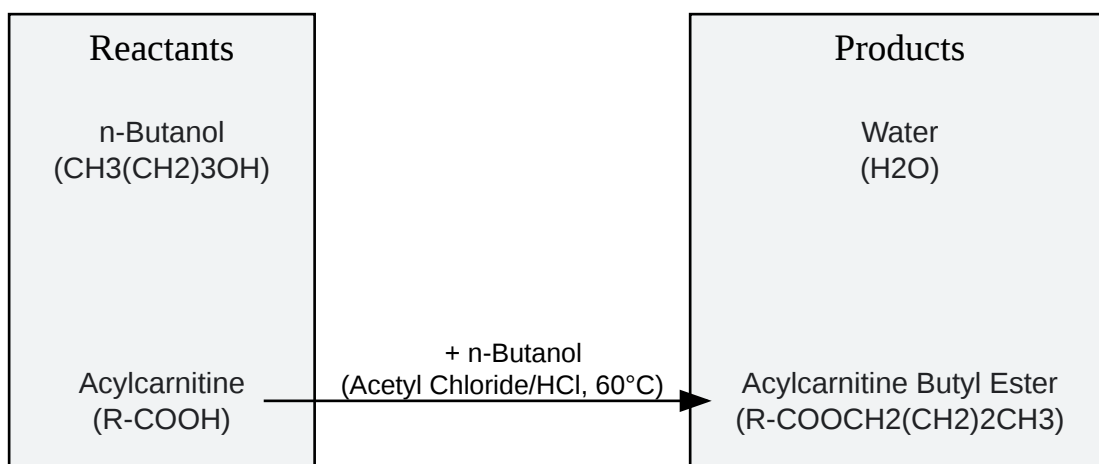 Reactants
n-Butanol
(CH3(CH2)3OH)
Acylcarnitine
(R-COOH)
+ n-Butanol
(Acetyl Chloride/HCl, 60°C)
Products
Water
(H2O)
Acylcarnitine Butyl Ester
(R-COOCH2(CH2)2CH3)